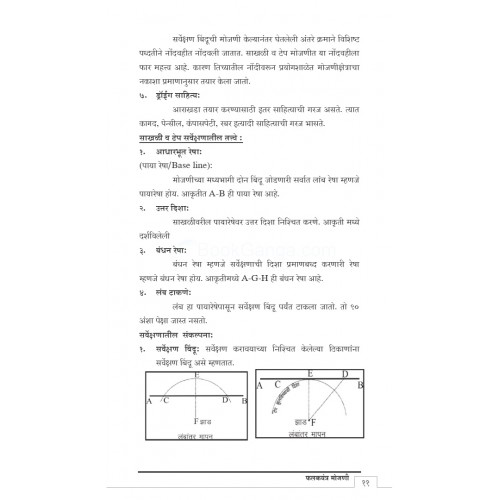 सर्वेक्षण बिंदूची मोजणी केल्यानंतर घेतलेली अंतरे क्रमाने विशिष्ट
पध्दतीने नोंदवहीत नोंदवली जातात. साखळी व टेप मोजणीत या नोंदवहीला
फार महत्व आहे. कारण तिच्यातील नोंदीवरून प्रयोगशाळेत मोजणीक्षेत्राचा
नकाशा प्रमाणानुसार तयार केला जातो.
७. ड्रॉईंग साहित्य:
आराखडा तयार करण्यासाठी इतर साहित्याची गरज असते. त्यात
कागद, पेन्सील, कंपासपेटी, रबर इत्यादी साहित्याची गरज भासते.
साखळी व टेप सर्वेक्षणातील तत्वे :
१. आधारभूत रेषा:
(पाया रेषा/Base line):
मोजणीच्या मध्यभागी दोन बिंदू जोडणारी सर्वात लांब रेषा म्हणजे
पायारेषा होय. आकृतीत A-B ही पाया रेषा आहे.
२. उत्तर दिशा:
साखळीवरील पायारेषेवर उत्तर दिशा निश्चित करणे. आकृती मध्ये
दर्शविलेली
३. बंधन रेषा:
बंधन रेषा म्हणजे सर्वेक्षणाची दिशा प्रमाणबध्द करणारी रेषा
म्हणजे बंधन रेषा होय. आकृतीमध्ये A-G-H ही बंधन रेषा आहे.
४. लंब टाकणे:
लंब हा पायारेषेपासून सर्वेक्षण बिंदू पर्यंत टाकला जातो. तो ९०
अंशा पेक्षा जास्त नसतो.
सर्वेक्षणातील संकल्पना:
१. सर्वेक्षण बिंदू: सर्वेक्षण करावयाच्या निश्चित केलेल्या ठिकाणांना
सर्वेक्षण बिंदू असे म्हणतात.
E
A C D B
F झाड
लंबांतर मापन
E D
A C B
झाड F
लंबांतर मापन
फलकयंत्र मोजणी
११